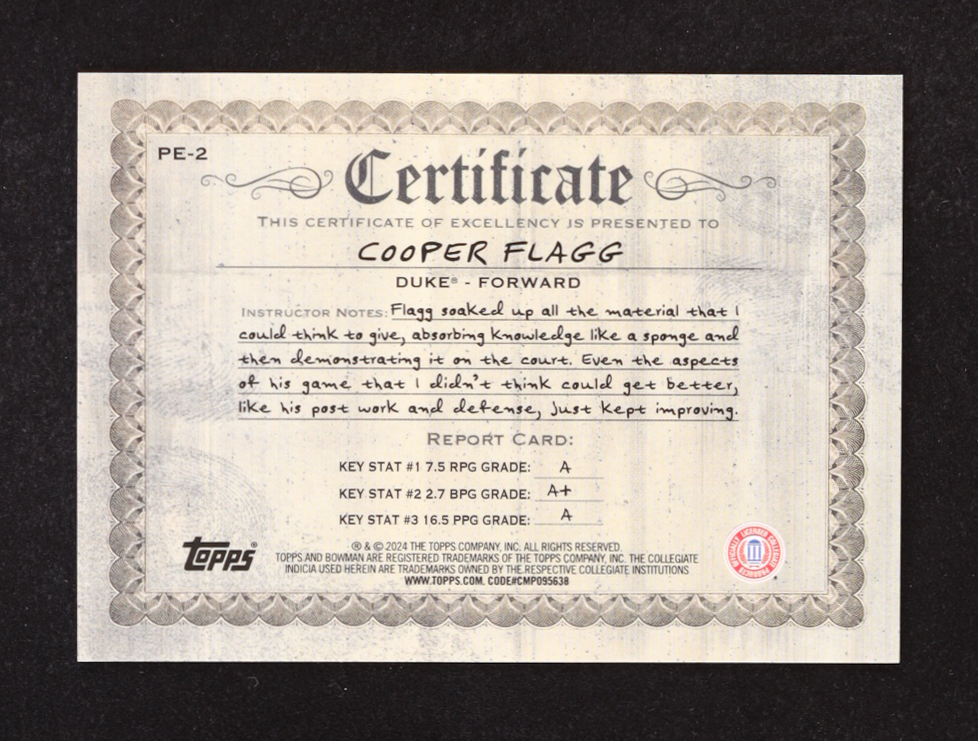 PE-2
Certificate
THIS CERTIFICATE OF EXCELLENCY IS PRESENTED TO
COOPER FLAGG
DUKE® - FORWARD
INSTRUCTOR NOTES: Flagg soaked up all the material that I
could think to give, absorbing knowledge like a sponge and
then demonstrating it on the court. Even the aspects
of his game that I didn't think could get better,
like his post work and defense, just kept improving.
REPORT CARD:
KEY STAT #1 7.5 RPG GRADE: A
KEY STAT #2 2.7 BPG GRADE: A+
KEY STAT #3 16.5 PPG GRADE: A
topps®
® & © 2024 THE TOPPS COMPANY, INC. ALL RIGHTS RESERVED.
TOPPS AND BOWMAN ARE REGISTERED TRADEMARKS OF THE TOPPS COMPANY, INC. THE COLLEGIATE
INDICIA USED HEREIN ARE TRADEMARKS OWNED BY THE RESPECTIVE COLLEGIATE INSTITUTIONS
WWW.TOPPS.COM. CODE#CMP095638
OFFICIALLY LICENSED COLLEGIATE PRODUCTS